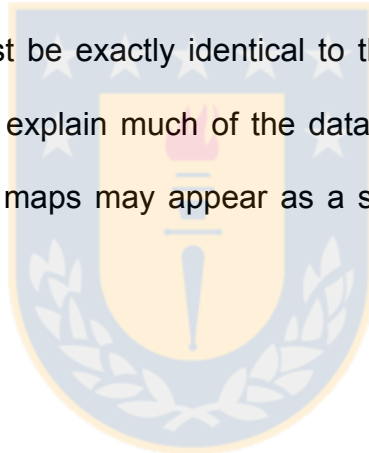 st be exactly identical to th
explain much of the data
maps may appear as a s